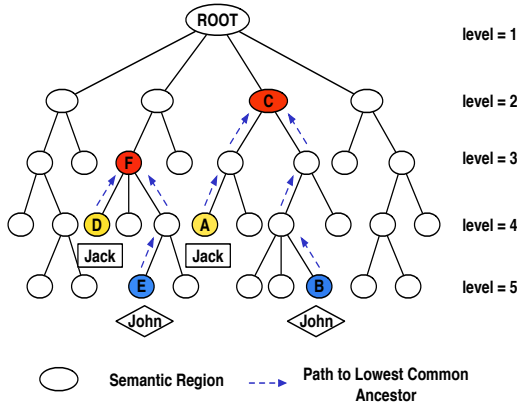 ROOT
level = 1
C
level = 2
F
level = 3
D
A
level = 4
Jack
Jack
E
B
level = 5
John
John
Semantic Region
Path to Lowest Common
Ancestor